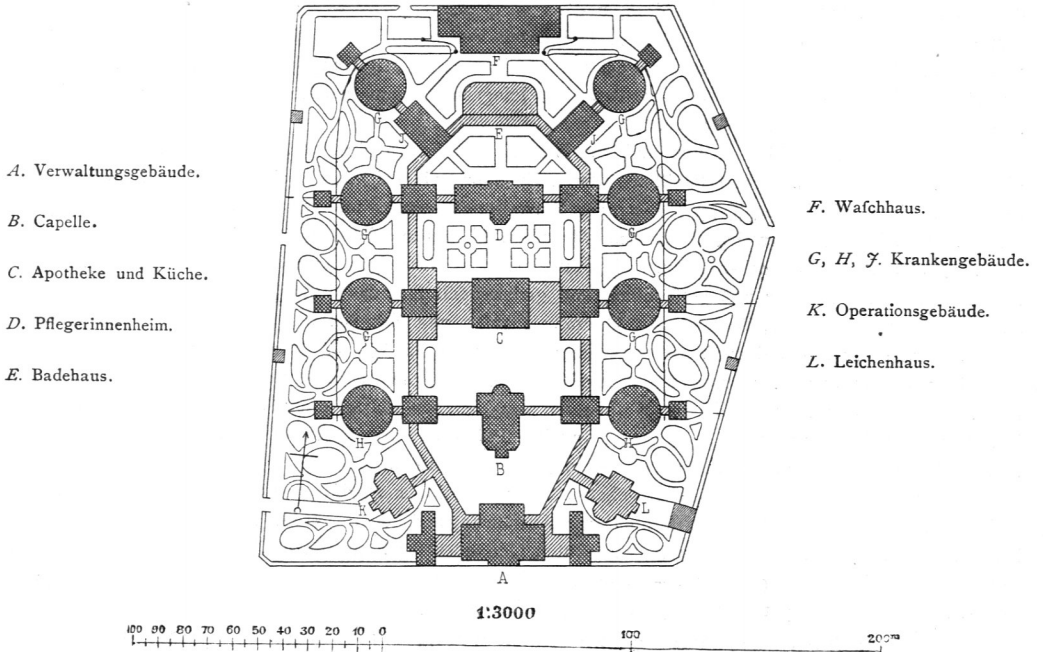 A. Verwaltungsgebäude.
B. Capelle.
C. Apotheke und Küche.
D. Pflegerinnenheim.
E. Badehaus.
F
G
G
J
J
E
G
D
G
G
C
G
H
H
B
K
L
A
F. Waſchhaus.
G, H, J. Krankengebäude.
K. Operationsgebäude.
L. Leichenhaus.
1:3000
100 90 80 70 60 50 40 30 20 10 0 100 200m